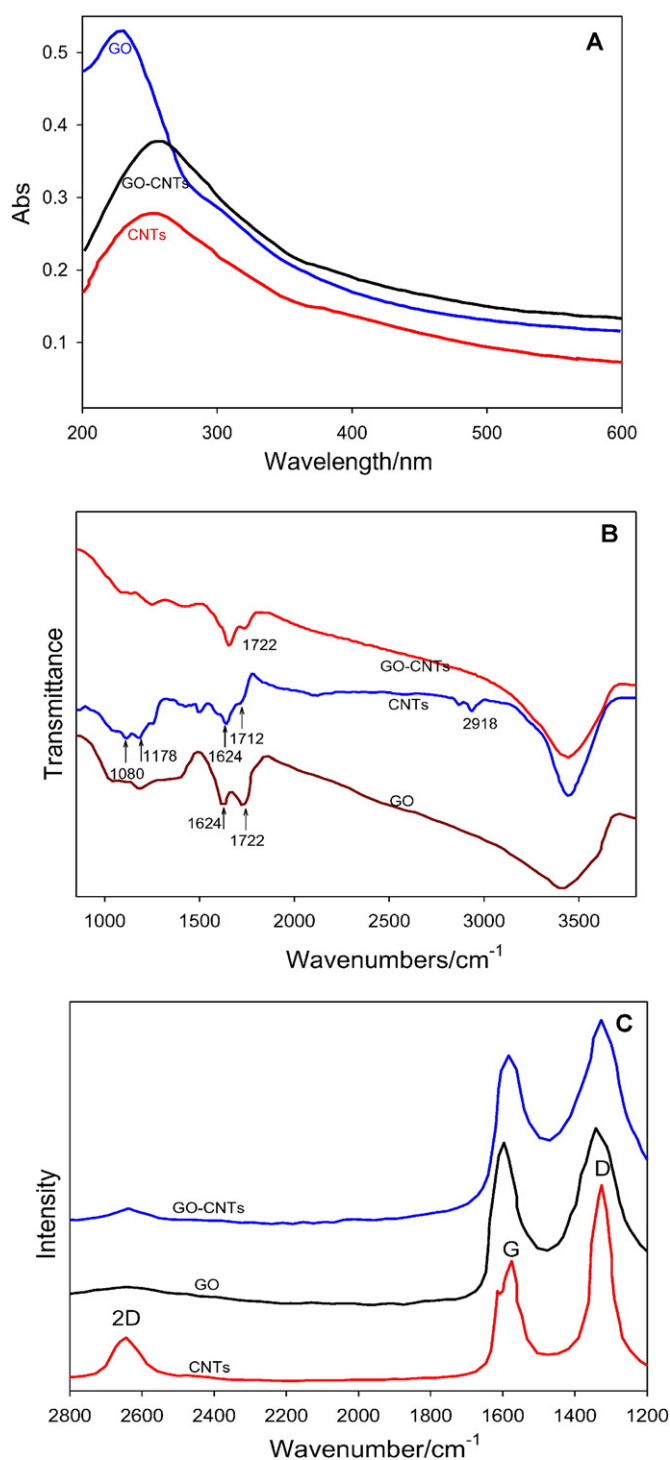 A
0.5
GO
0.4
Abs
0.3
GO-CNTs
CNTs
0.2
0.1
200 300 400 500 600
Wavelength/nm
B
Transmittance
1722
GO-CNTs
CNTs
2918
1712
1178 1624
1080
GO
1624
1722
1000 1500 2000 2500 3000 3500
Wavenumbers/cm-1
C
Intensity
GO-CNTs
D
G
GO
2D
CNTs
2800 2600 2400 2200 2000 1800 1600 1400 1200
Wavenumber/cm-1